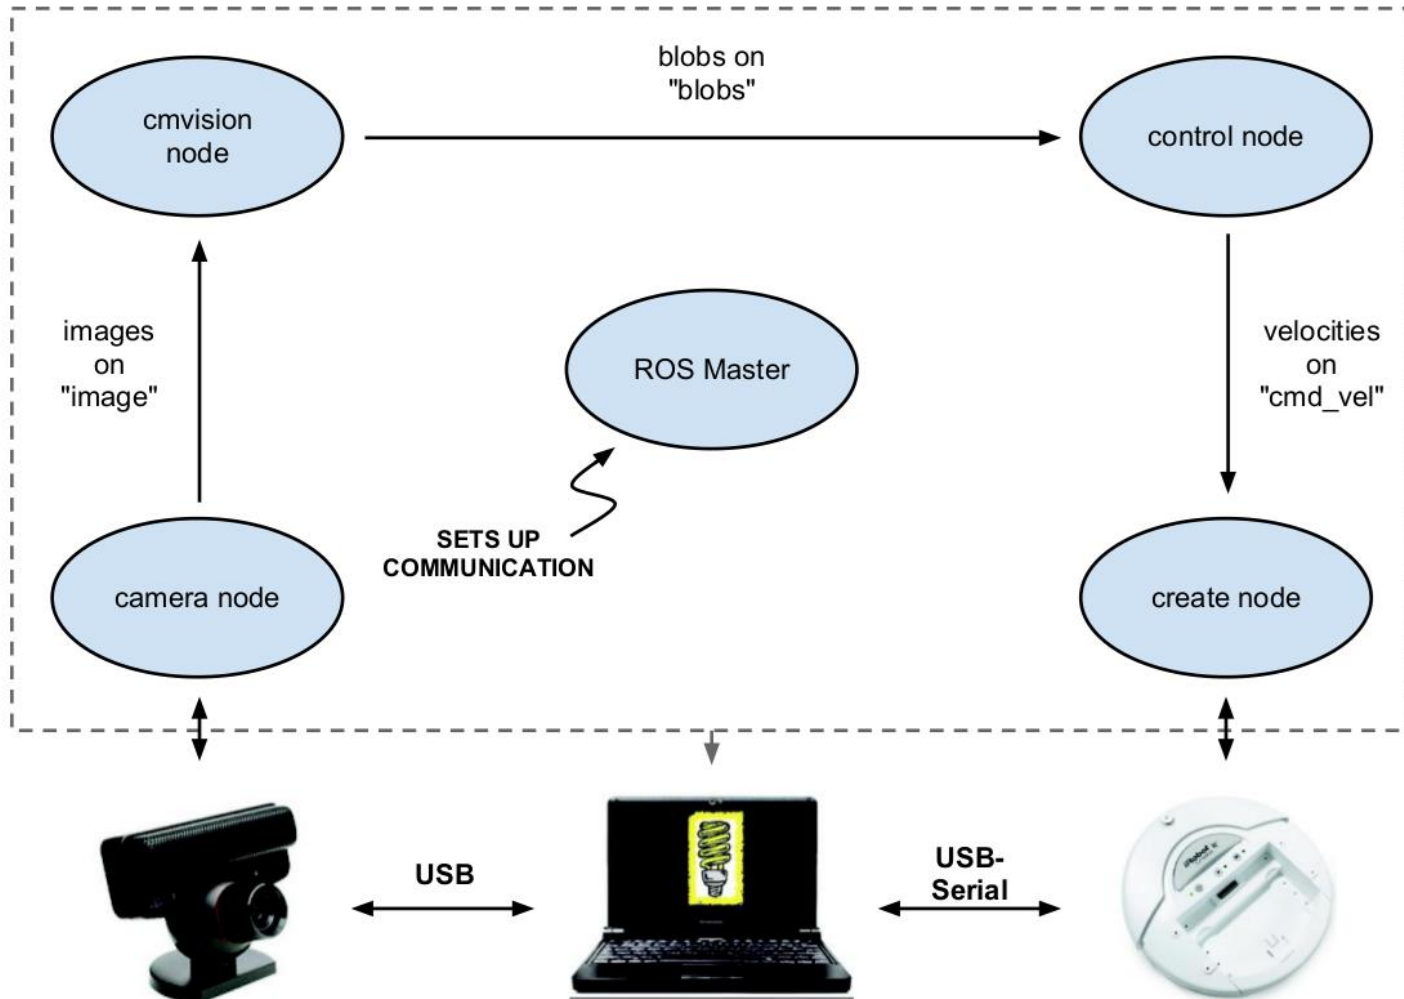 blobs on
"blobs"
cmvision
node
control node
images
on
"image"
ROS Master
velocities
on
"cmd_vel"
SETS UP
COMMUNICATION
camera node
create node
USB
USB-
Serial
iRobot